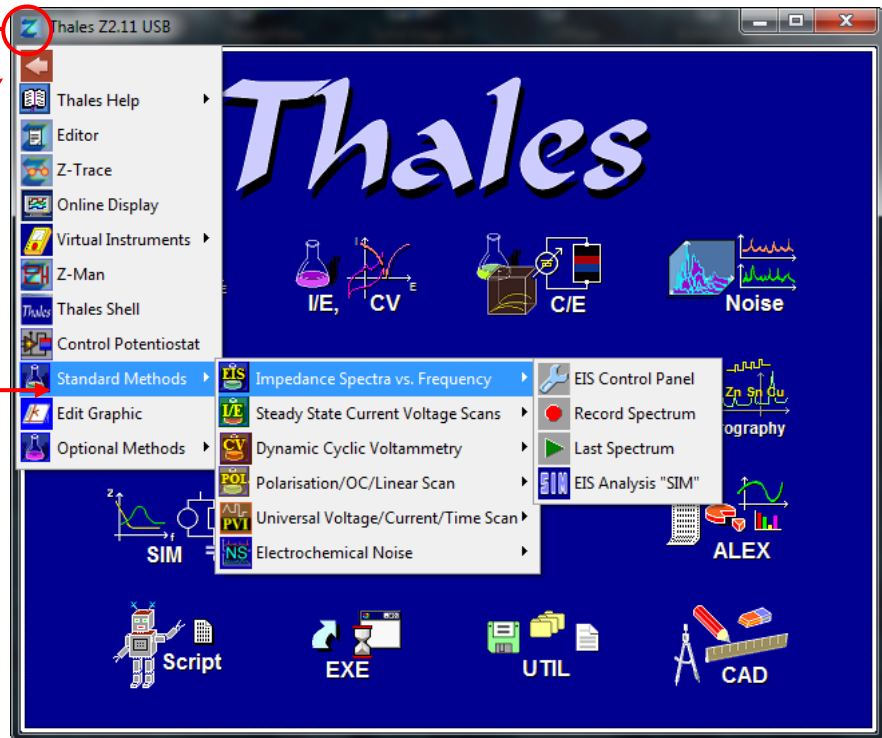 Thales Z2.11 USB
Thales
Thales Help
Editor
Z-Trace
Online Display
Virtual Instruments
Z-Man
Thales Shell
Control Potentiostat
Standard Methods
Edit Graphic
Optional Methods
EIS Impedance Spectra vs. Frequency
I/E Steady State Current Voltage Scans
CV Dynamic Cyclic Voltammetry
POL Polarisation/OC/Linear Scan
PVI Universal Voltage/Current/Time Scan
NS Electrochemical Noise
EIS Control Panel
Record Spectrum
Last Spectrum
SIM EIS Analysis "SIM"
I E
I/E, CV
C/E
Noise
Zn Sn Cu
ography
Z f
SIM
ALEX
Script
EXE
UTIL
CAD